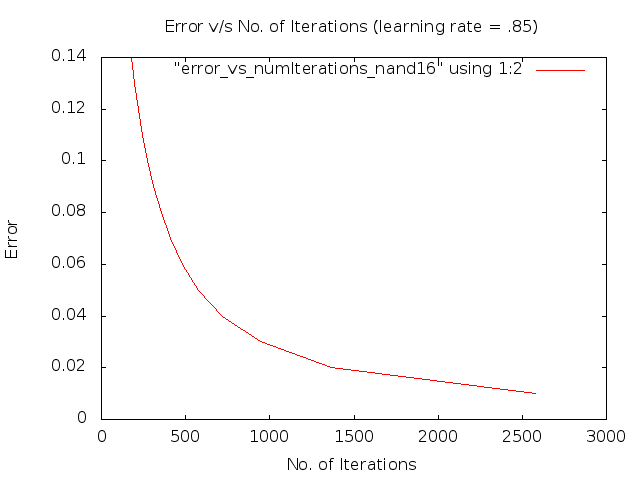 Error v/s No. of Iterations (learning rate = .85)
"error_vs_numIterations_nand16" using 1:2
0.14
0.12
0.1
0.08
0.06
0.04
0.02
0
Error
0 500 1000 1500 2000 2500 3000
No. of Iterations